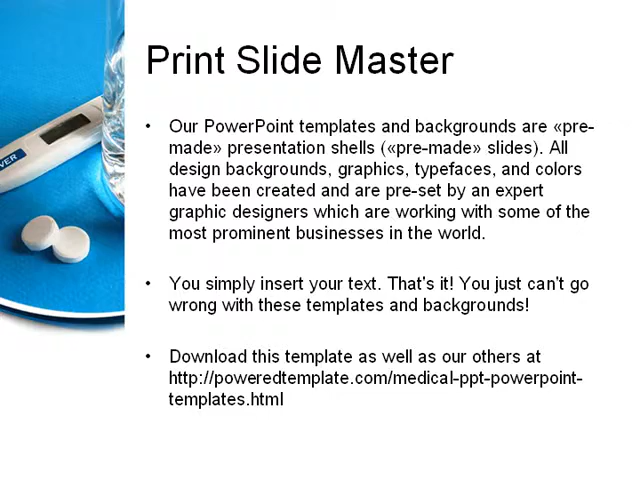 Print Slide Master
• Our PowerPoint templates and backgrounds are «pre-
made» presentation shells («pre-made» slides). All
design backgrounds, graphics, typefaces, and colors
have been created and are pre-set by an expert
graphic designers which are working with some of the
most prominent businesses in the world.
• You simply insert your text. That's it! You just can't go
wrong with these templates and backgrounds!
• Download this template as well as our others at
http://poweredtemplate.com/medical-ppt-powerpoint-
templates.html
VER